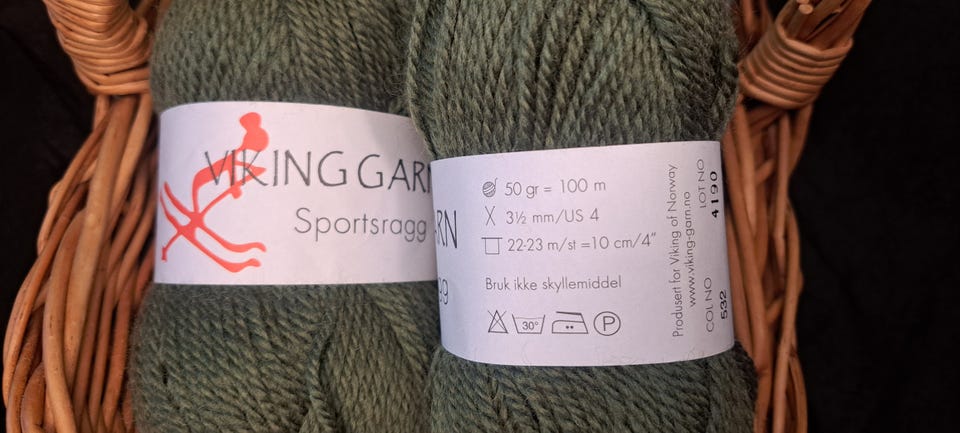 VIKING GARN
Sportsragg
RN
50 gr = 100 m
3½ mm/US 4
22-23 m/st =10 cm/4"
Bruk ikke skyllemiddel
30°
P
Produsert for Viking of Norway
www.viking-garn.no
COL NO
532
LOT NO
4190